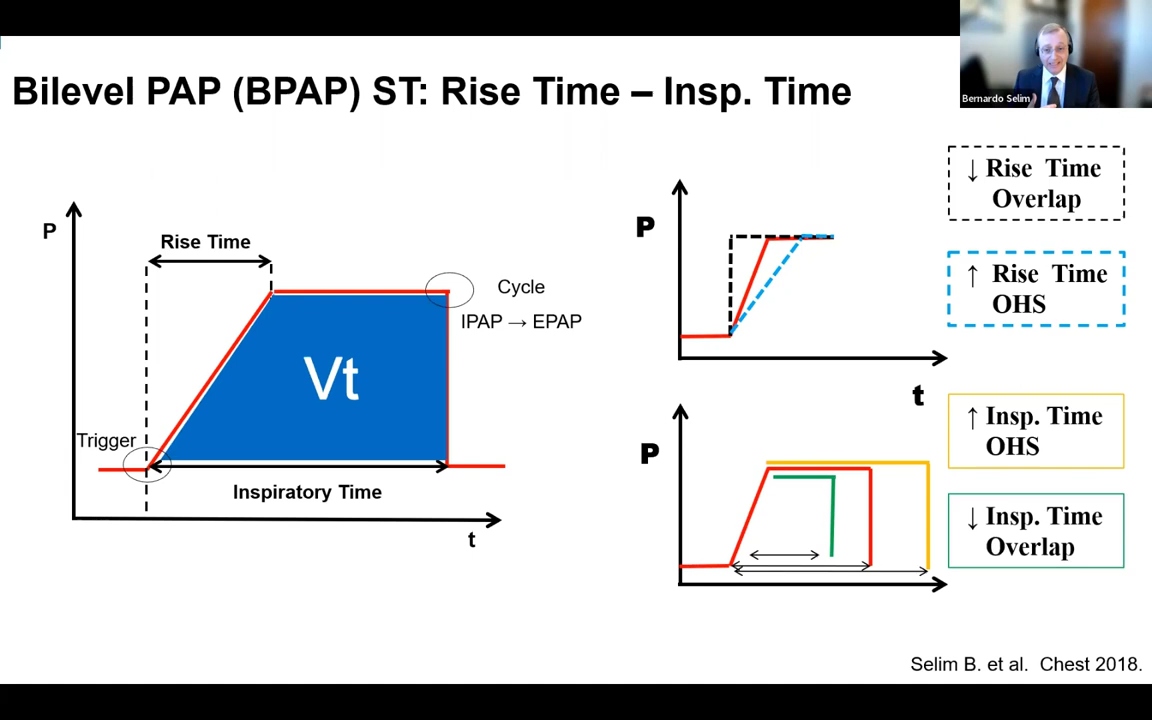 Bernardo Selim
Bilevel PAP (BPAP) ST: Rise Time – Insp. Time
P
Rise Time
Cycle
IPAP → EPAP
Vt
Trigger
Inspiratory Time
t
P
t
P
↓ Rise Time
Overlap
↑ Rise Time
OHS
↑ Insp. Time
OHS
↓ Insp. Time
Overlap
Selim B. et al. Chest 2018.